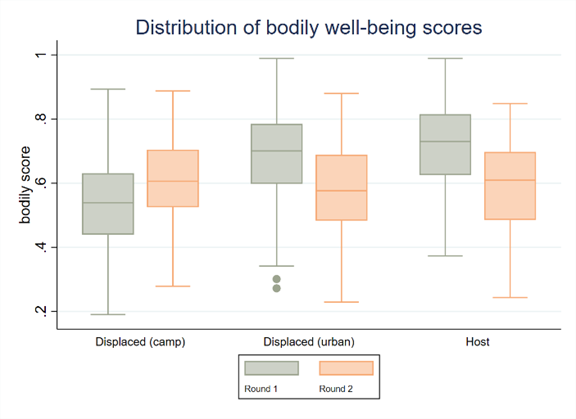 Distribution of bodily well-being scores
bodily score
1
.8
.6
.4
.2
Displaced (camp) Displaced (urban) Host
Round 1 Round 2